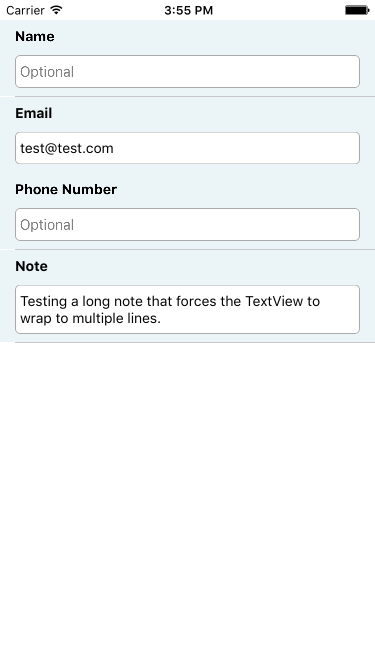 Carrier 3:55 PM
Name
Optional
Email
test@test.com
Phone Number
Optional
Note
Testing a long note that forces the TextView to
wrap to multiple lines.